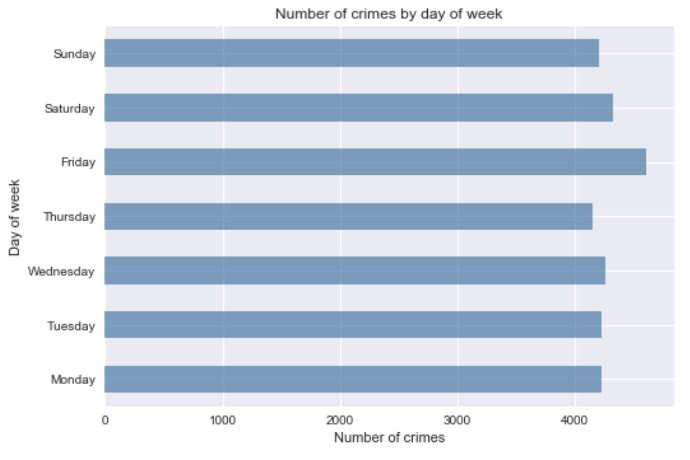 Number of crimes by day of week
Sunday
Saturday
Friday
Thursday
Wednesday
Tuesday
Monday
Day of week
0 1000 2000 3000 4000
Number of crimes